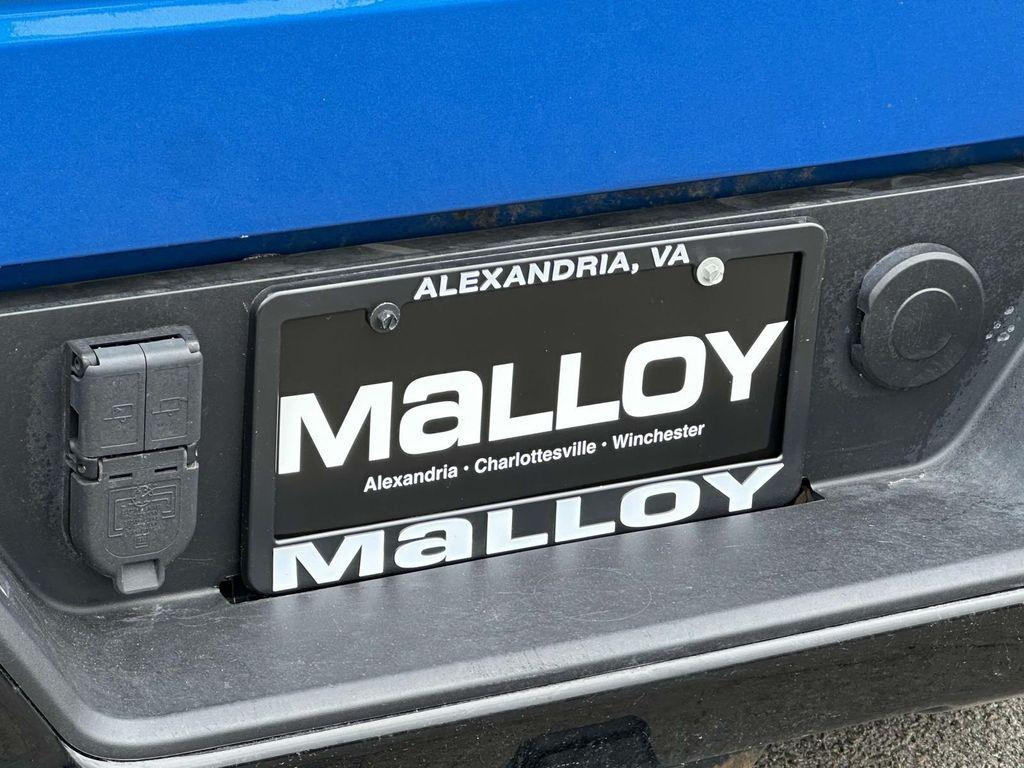 ALEXANDRIA, VA
MaLLOY
Alexandria • Charlottesville • Winchester
MaLLOY